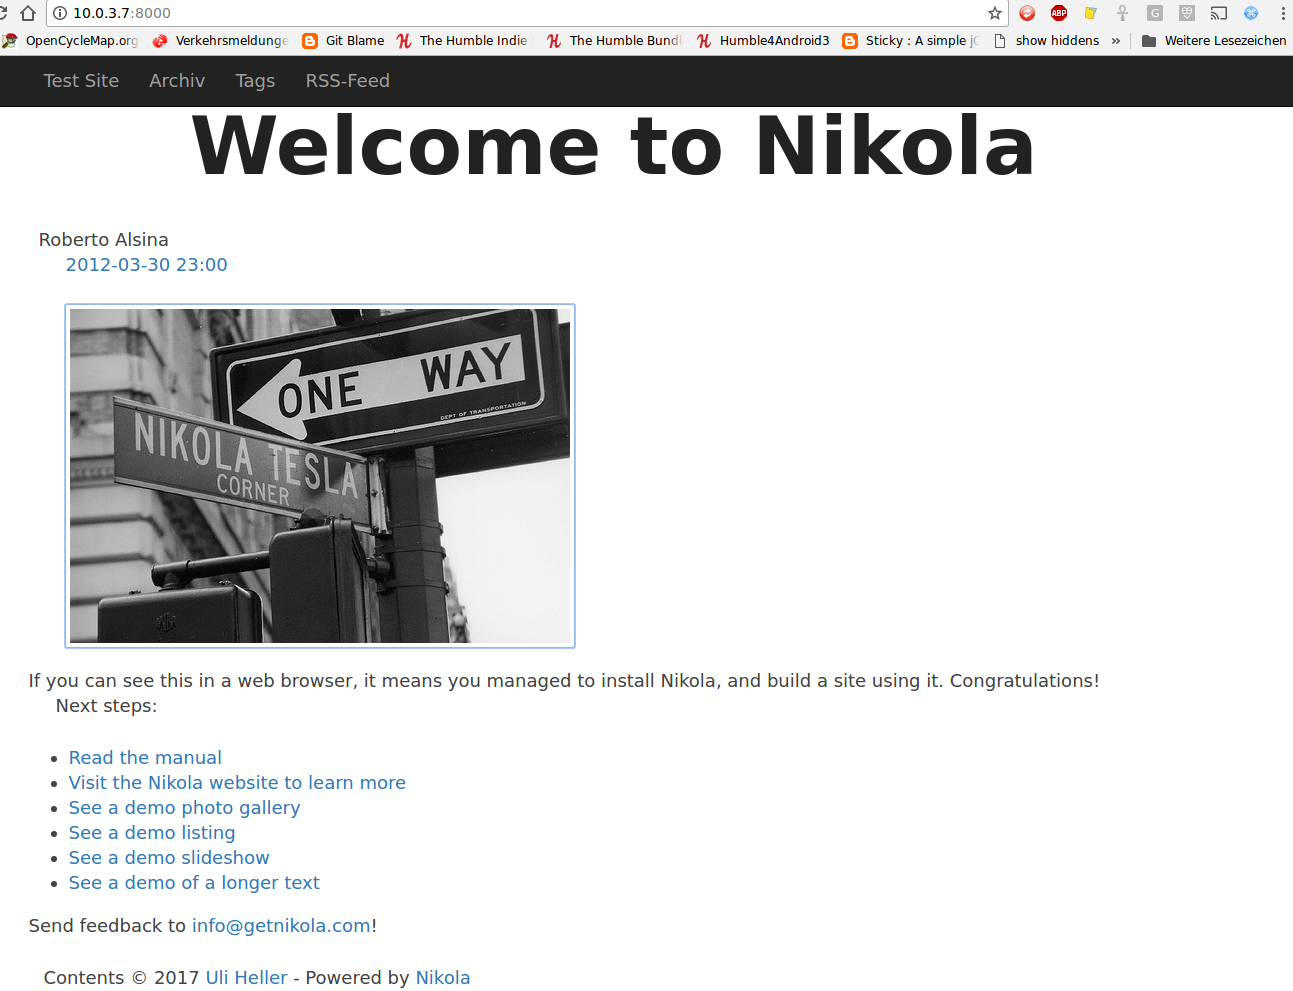 10.0.3.7:8000
ABP
G
OpenCycleMap.org Verkehrsmeldunge Git Blame The Humble Indie The Humble Bundl Humble4Android3 Sticky : A simple jQ show hiddens » Weitere Lesezeichen
Test Site Archiv Tags RSS-Feed
Welcome to Nikola
Roberto Alsina
2012-03-30 23:00
ONE WAY
DEPT OF TRANSPORTATION
NIKOLA TESLA
CORNER
If you can see this in a web browser, it means you managed to install Nikola, and build a site using it. Congratulations!
Next steps:
Read the manual
Visit the Nikola website to learn more
See a demo photo gallery
See a demo listing
See a demo slideshow
See a demo of a longer text
Send feedback to info@getnikola.com!
Contents © 2017 Uli Heller - Powered by Nikola